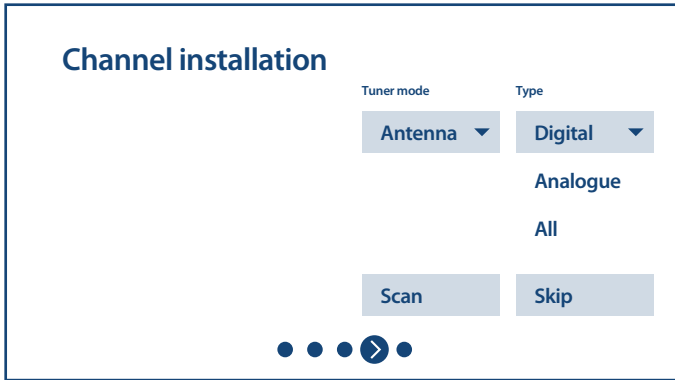 Channel installation
Tuner mode Type
Antenna Digital
Analogue
All
Scan Skip